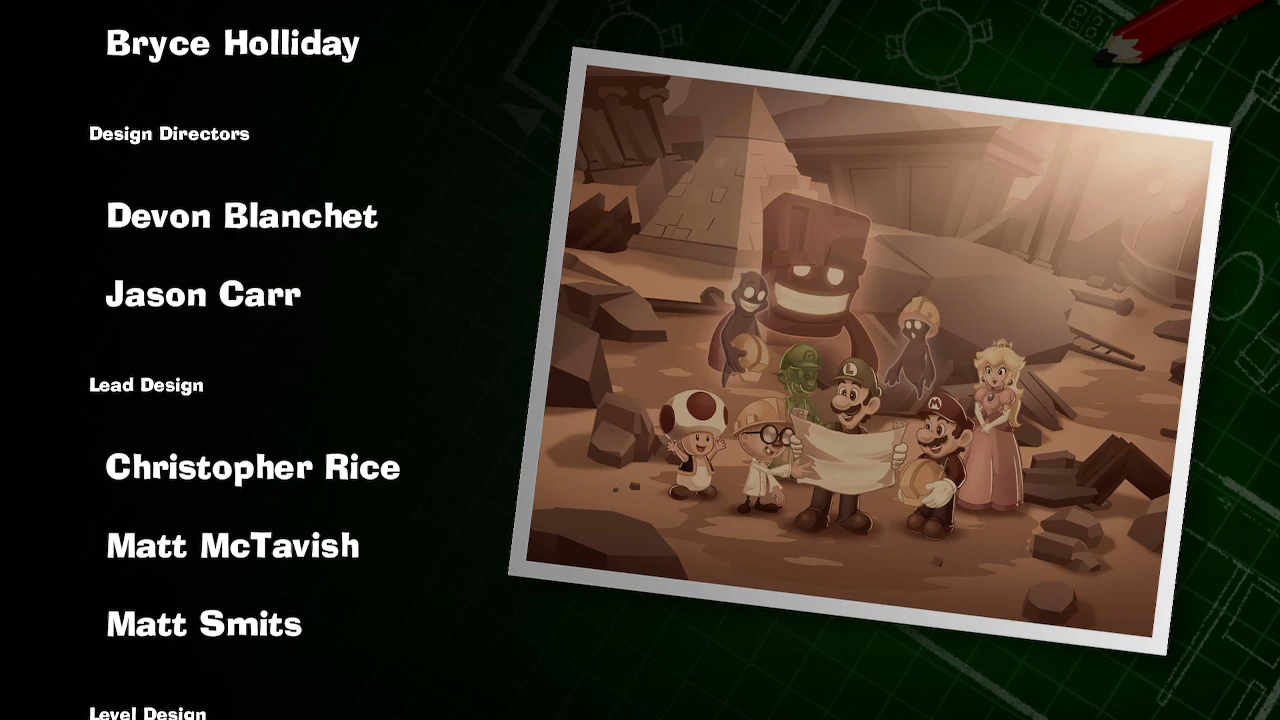 Bryce Holliday
Design Directors
Devon Blanchet
Jason Carr
Lead Design
Christopher Rice
Matt McTavish
Matt Smits
Level Design
L
M